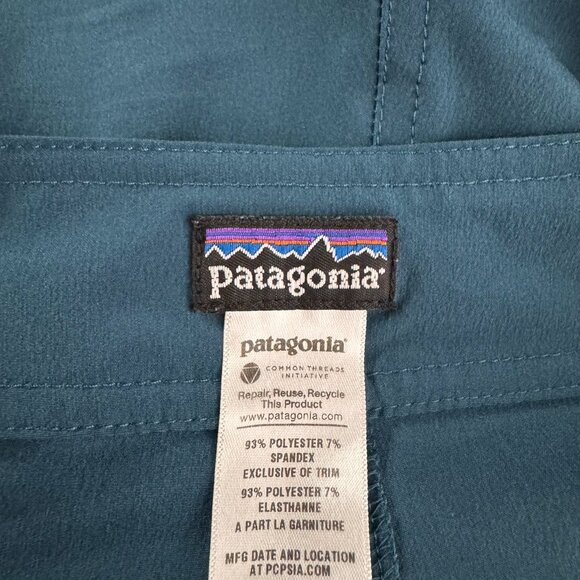 patagonia®
patagonia®
COMMON THREADS
INITIATIVE
Repair, Reuse, Recycle
This Product
www.patagonia.com
93% POLYESTER 7%
SPANDEX
EXCLUSIVE OF TRIM
93% POLYESTER 7%
ELASTHANNE
A PART LA GARNITURE
MFG DATE AND LOCATION
AT PCPSIA.COM